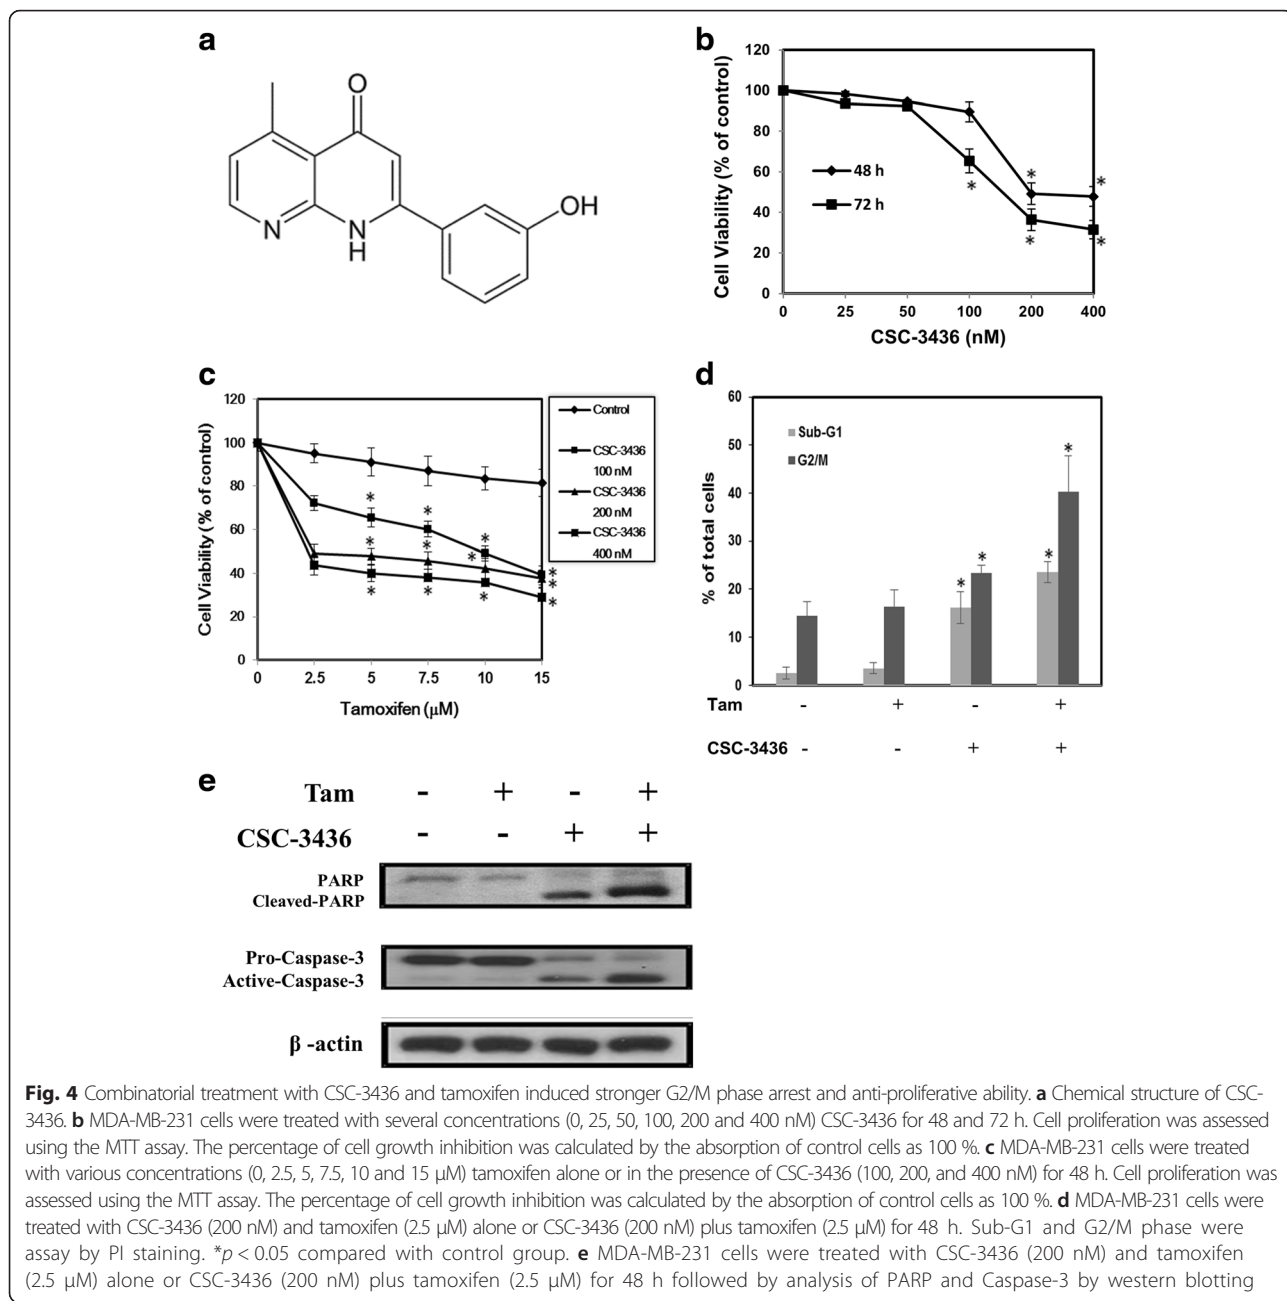 a
O
N
N
H
OH
b
Cell Viability (% of control)
120
100
80
60
40
20
0
48 h
72 h
*
*
*
*
*
0 25 50 100 200 400
CSC-3436 (nM)
c
Cell Viability (% of control)
120
100
80
60
40
20
0
Control
CSC-3436
100 nM
CSC-3436
200 nM
CSC-3436
400 nM
* * * *
* * * *
* * * *
0 2.5 5 7.5 10 15
Tamoxifen (µM)
d
% of total cells
60
50
40
30
20
10
0
Sub-G1
G2/M
* * * *
Tam - + - +
CSC-3436 - - + +
e
Tam - + - +
CSC-3436 - - + +
PARP
Cleaved-PARP
Pro-Caspase-3
Active-Caspase-3
β -actin
Fig. 4 Combinatorial treatment with CSC-3436 and tamoxifen induced stronger G2/M phase arrest and anti-proliferative ability. a Chemical structure of CSC-
3436. b MDA-MB-231 cells were treated with several concentrations (0, 25, 50, 100, 200 and 400 nM) CSC-3436 for 48 and 72 h. Cell proliferation was assessed
using the MTT assay. The percentage of cell growth inhibition was calculated by the absorption of control cells as 100 %. c MDA-MB-231 cells were treated
with various concentrations (0, 2.5, 5, 7.5, 10 and 15 µM) tamoxifen alone or in the presence of CSC-3436 (100, 200, and 400 nM) for 48 h. Cell proliferation was
assessed using the MTT assay. The percentage of cell growth inhibition was calculated by the absorption of control cells as 100 %. d MDA-MB-231 cells were
treated with CSC-3436 (200 nM) and tamoxifen (2.5 µM) alone or CSC-3436 (200 nM) plus tamoxifen (2.5 µM) for 48 h. Sub-G1 and G2/M phase were
assay by PI staining. *p < 0.05 compared with control group. e MDA-MB-231 cells were treated with CSC-3436 (200 nM) and tamoxifen
(2.5 µM) alone or CSC-3436 (200 nM) plus tamoxifen (2.5 µM) for 48 h followed by analysis of PARP and Caspase-3 by western blotting